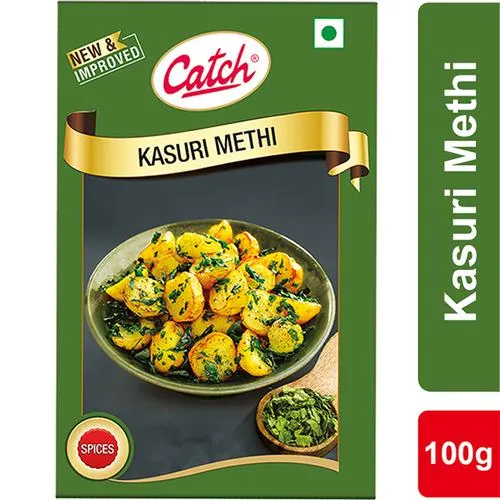 NEW &
IMPROVED
Catch®
KASURI METHI
SPICES
Kasuri Methi
100g